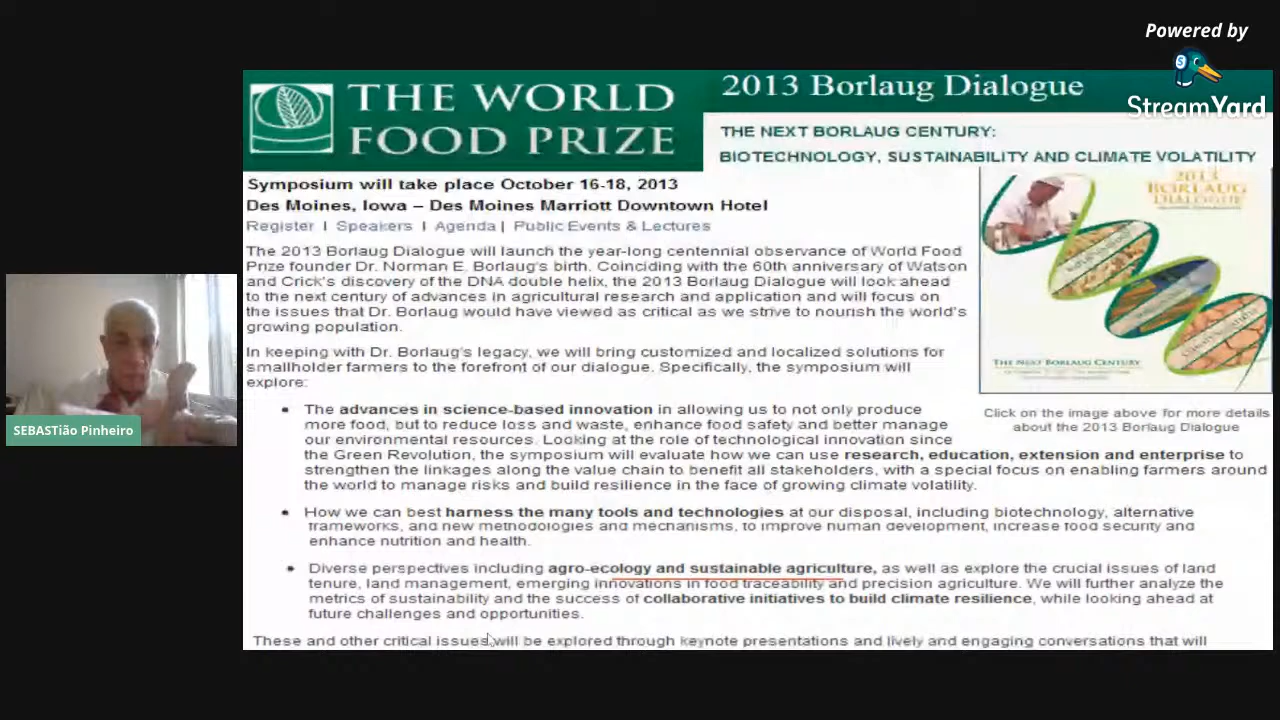 Powered by
StreamYard
THE WORLD
FOOD PRIZE
2013 Borlaug Dialogue
THE NEXT BORLAUG CENTURY:
BIOTECHNOLOGY, SUSTAINABILITY AND CLIMATE VOLATILITY
Symposium will take place October 16-18, 2013
Des Moines, Iowa – Des Moines Marriott Downtown Hotel
Register I Speakers I Agenda | Public Events & Lectures
The 2013 Borlaug Dialogue will launch the year-long centennial observance of World Food
Prize founder Dr. Norman E. Borlaug's birth. Coinciding with the 60th anniversary of Watson
and Crick's discovery of the DNA double helix, the 2013 Borlaug Dialogue will look ahead
to the next century of advances in agricultural research and application and will focus on
the issues that Dr. Borlaug would have viewed as critical as we strive to nourish the world's
growing population.
In keeping with Dr. Borlaug's legacy, we will bring customized and localized solutions for
smallholder farmers to the forefront of our dialogue. Specifically, the symposium will
explore:
• The advances in science-based innovation in allowing us to not only produce
more food, but to reduce loss and waste, enhance food safety and better manage
our environmental resources. Looking at the role of technological innovation since
the Green Revolution, the symposium will evaluate how we can use research, education, extension and enterprise to
strengthen the linkages along the value chain to benefit all stakeholders, with a special focus on enabling farmers around
the world to manage risks and build resilience in the face of growing climate volatility.
• How we can best harness the many tools and technologies at our disposal, including biotechnology, alternative
frameworks, and new methodologies and mechanisms, to improve human development, increase food security and
enhance nutrition and health.
• Diverse perspectives including agro-ecology and sustainable agriculture, as well as explore the crucial issues of land
tenure, land management, emerging innovations in food traceability and precision agriculture. We will further analyze the
metrics of sustainability and the success of collaborative initiatives to build climate resilience, while looking ahead at
future challenges and opportunities.
These and other critical issues will be explored through keynote presentations and lively and engaging conversations that will
2013
BORLAUG
DIALOGUE
THE NEXT BORLAUG CENTURY
Click on the image above for more details
about the 2013 Borlaug Dialogue
SEBASTião Pinheiro